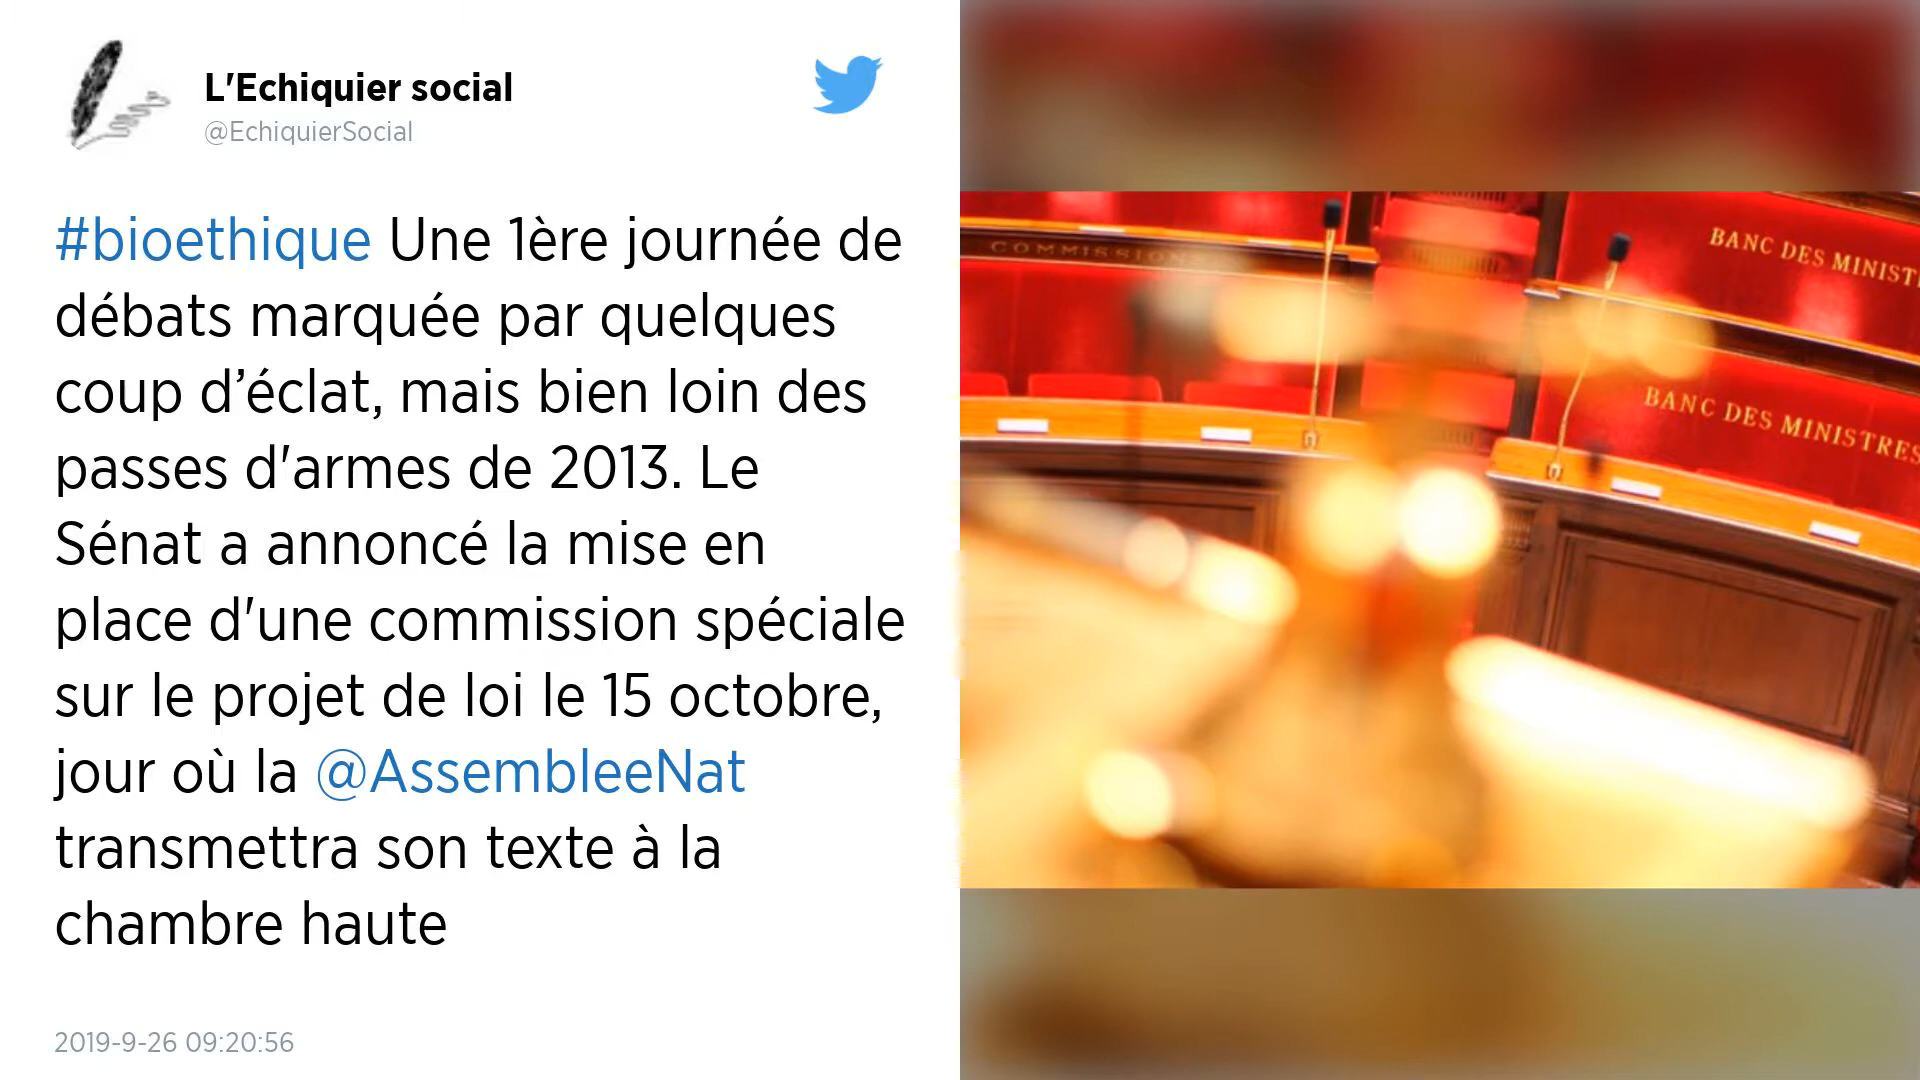 L'Echiquier social
@EchiquierSocial
#bioethique Une 1ère journée de
débats marquée par quelques
coup d’éclat, mais bien loin des
passes d'armes de 2013. Le
Sénat a annoncé la mise en
place d'une commission spéciale
sur le projet de loi le 15 octobre,
jour où la @AssembleeNat
transmettra son texte à la
chambre haute
2019-9-26 09:20:56
COMMISSIONS
BANC DES MINIST
BANC DES MINISTRES